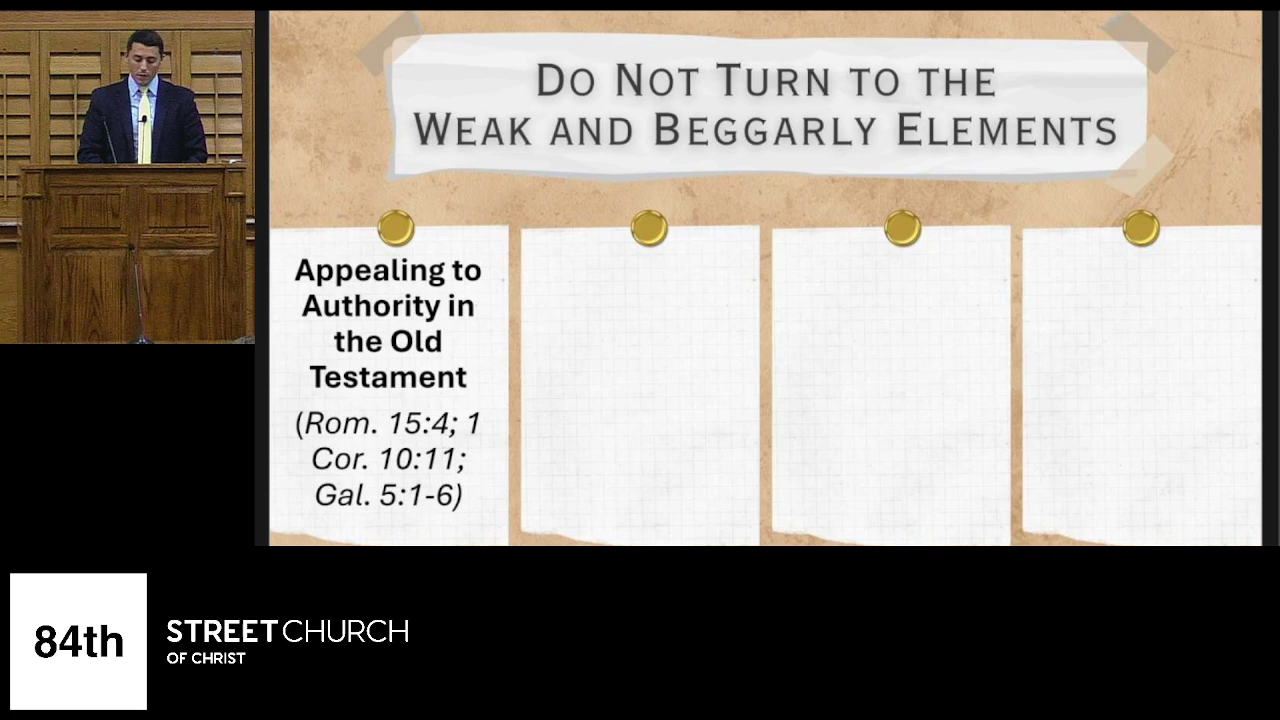 DO NOT TURN TO THE
WEAK AND BEGGARLY ELEMENTS
Appealing to
Authority in
the Old
Testament
(Rom. 15:4; 1
Cor. 10:11;
Gal. 5:1-6)
84th
STREET CHURCH
OF CHRIST